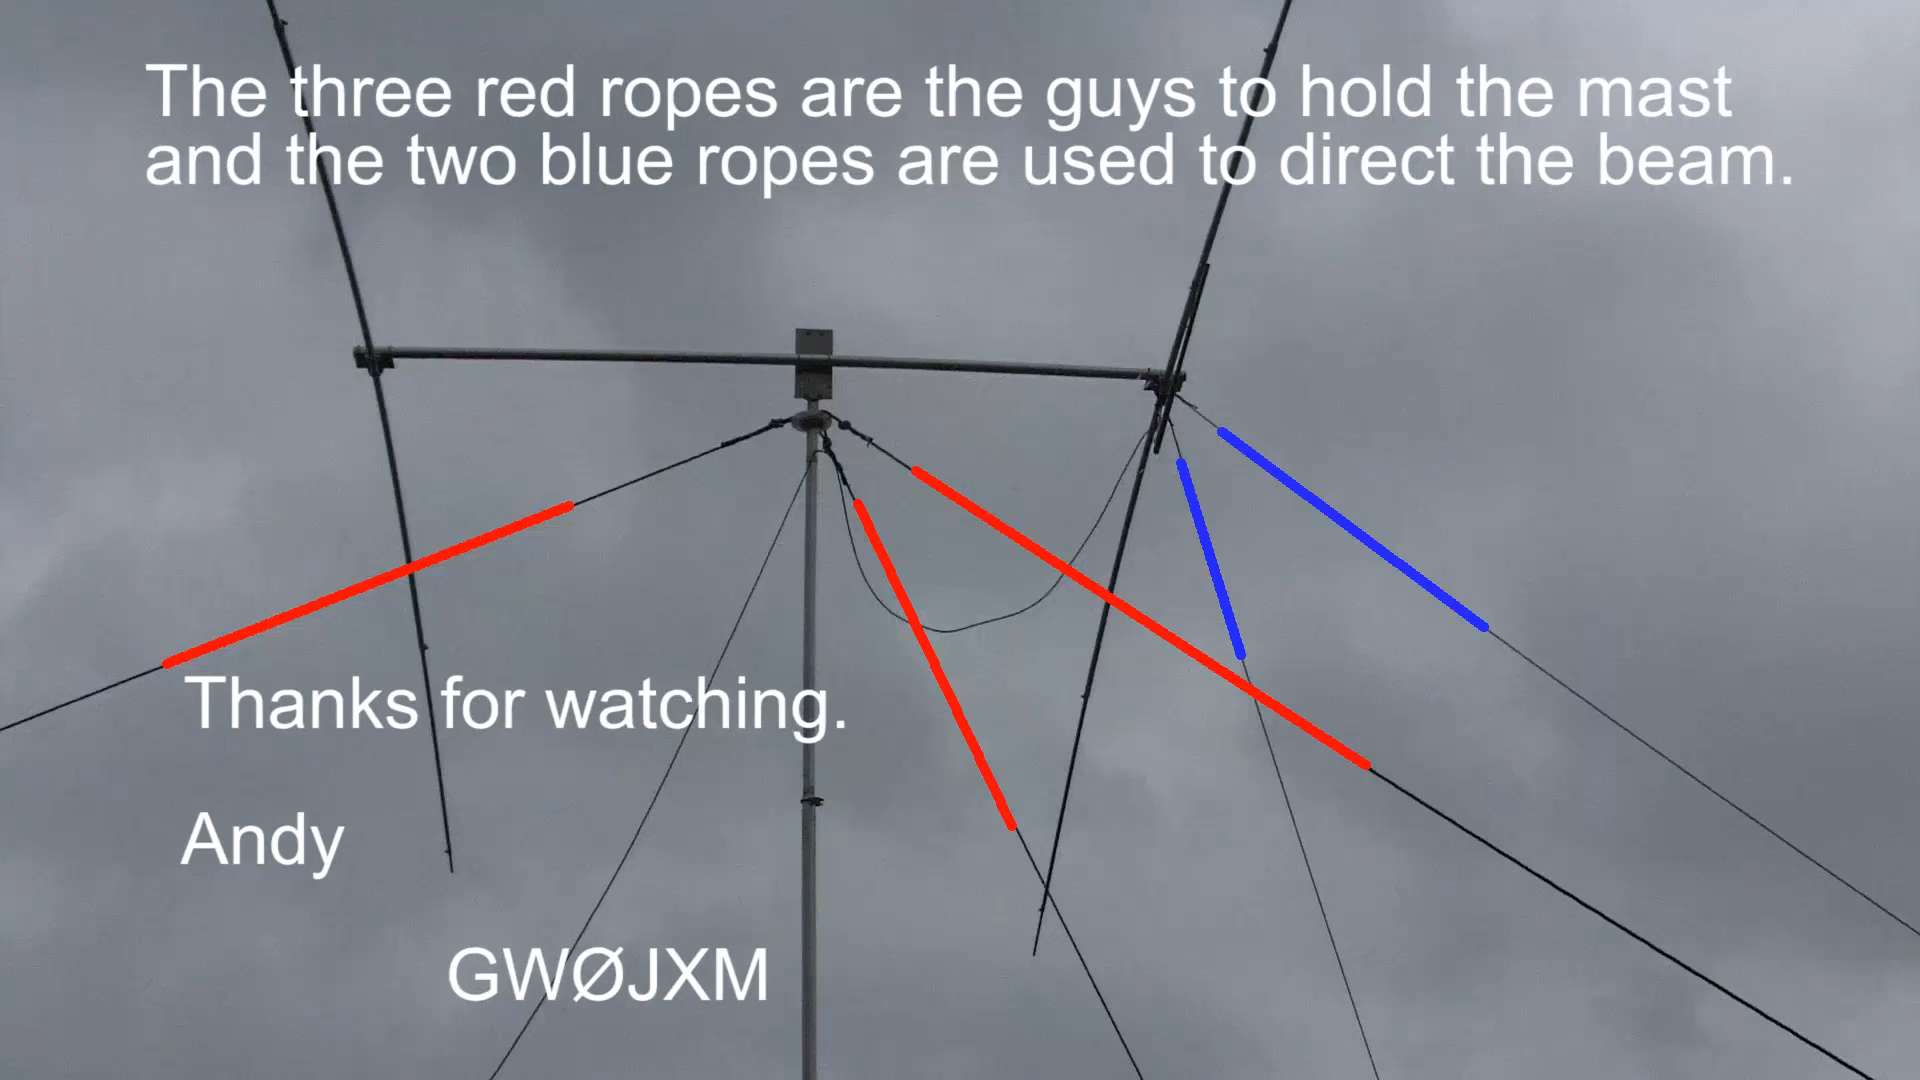 The three red ropes are the guys to hold the mast
and the two blue ropes are used to direct the beam.
Thanks for watching.
Andy
GWØJXM